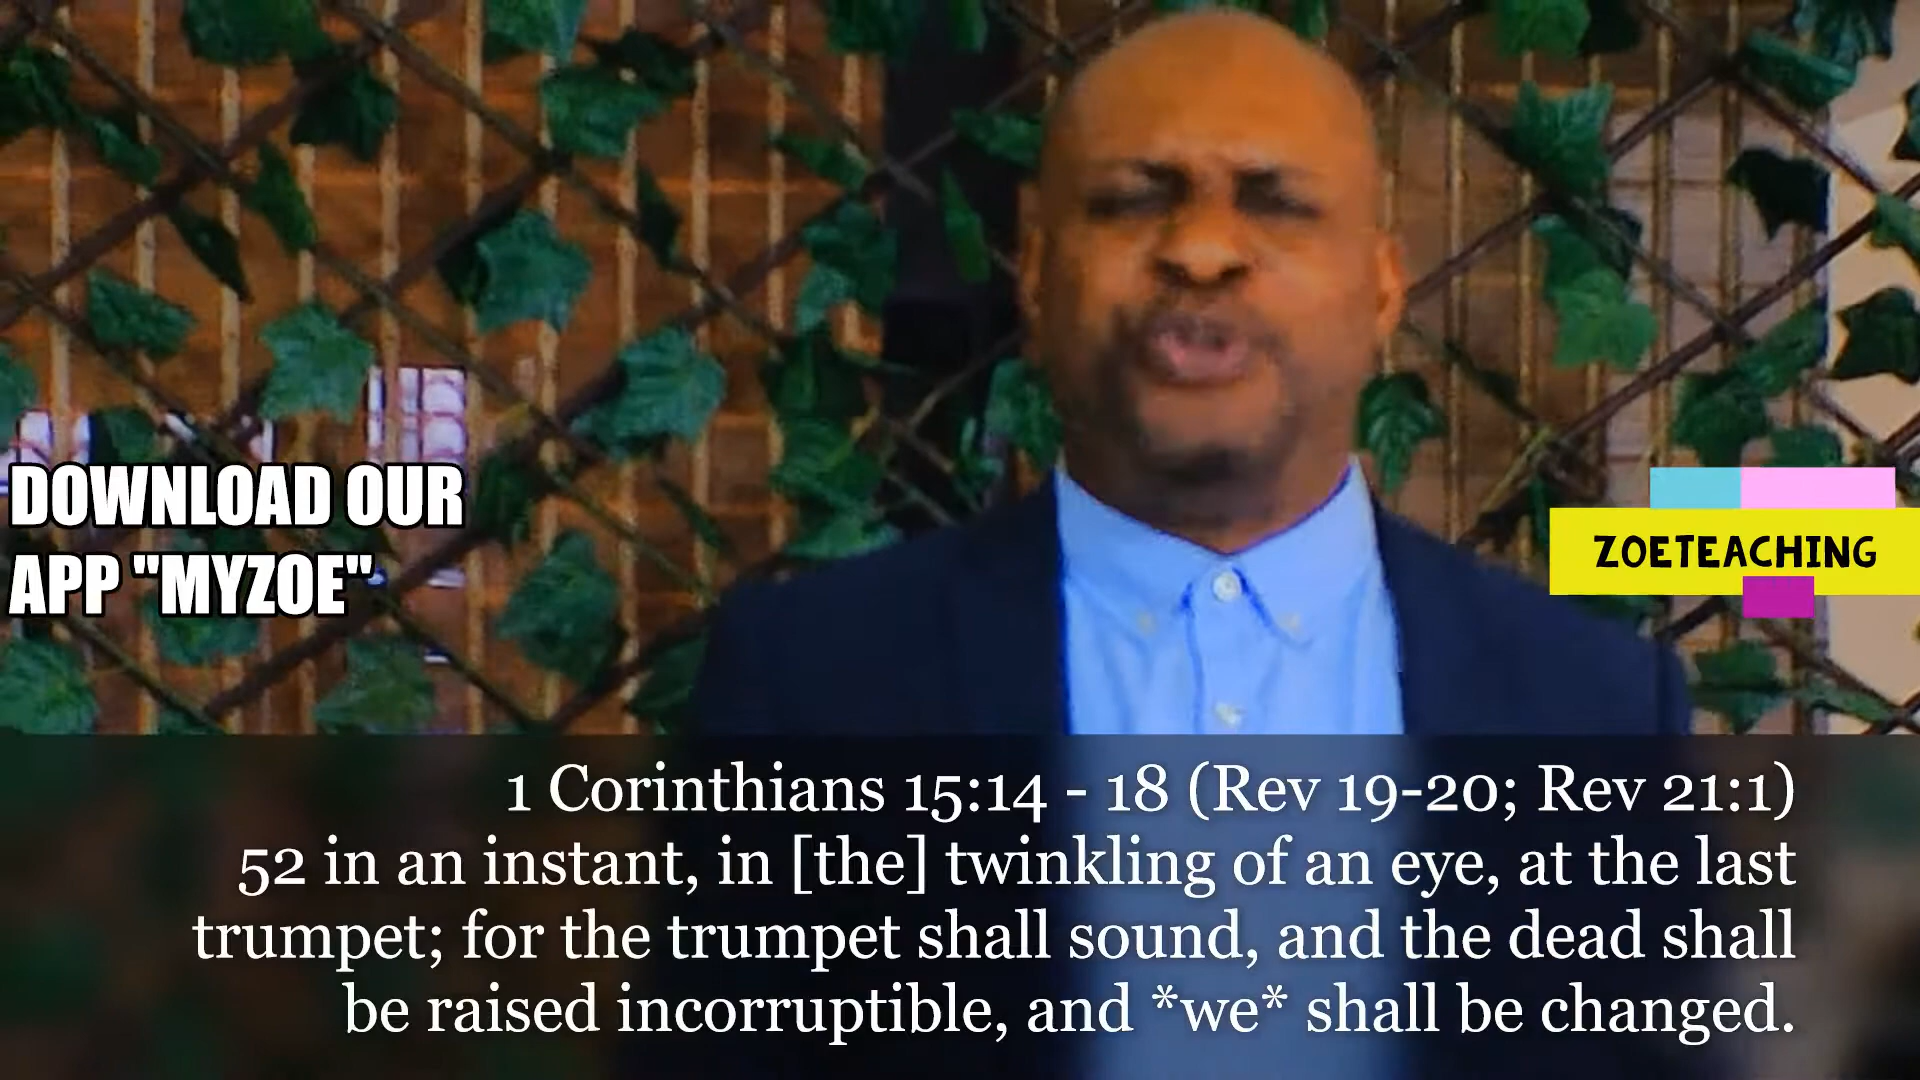 DOWNLOAD OUR
APP "MYZOE"
ZOETEACHING
1 Corinthians 15:14 - 18 (Rev 19-20; Rev 21:1)
52 in an instant, in [the] twinkling of an eye, at the last
trumpet; for the trumpet shall sound, and the dead shall
be raised incorruptible, and *we* shall be changed.